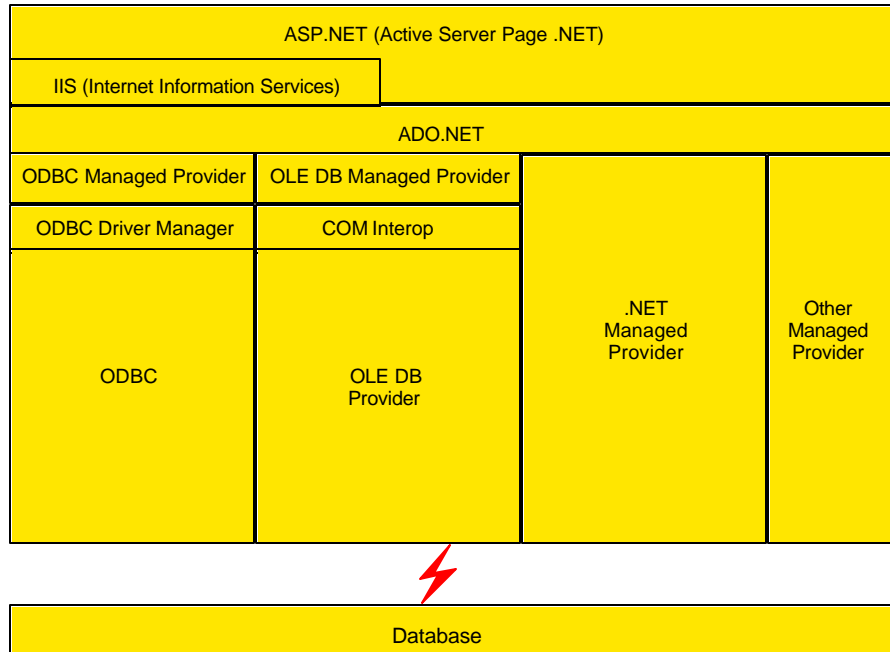 ASP.NET (Active Server Page .NET)
IIS (Internet Information Services)
ADO.NET
ODBC Managed Provider
OLE DB Managed Provider
ODBC Driver Manager
COM Interop
.NET
Managed
Provider
Other
Managed
Provider
ODBC
OLE DB
Provider
Database